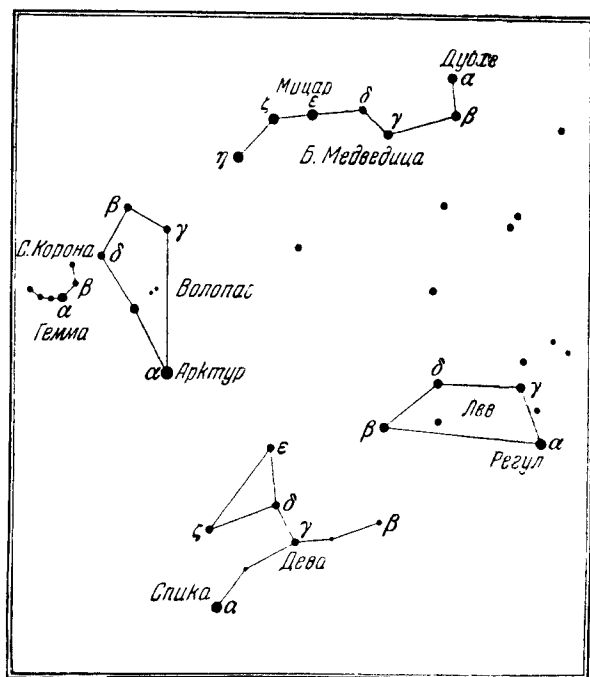 Дубхе
α
Мицар
ζ
ε
δ
γ
β
η
Б. Медведица
β
γ
С. Корона
δ
β
Волопас
α
Гемма
α
Арктур
δ
γ
Лев
β
α
Регул
ε
δ
ζ
γ
β
Дева
Спика
α